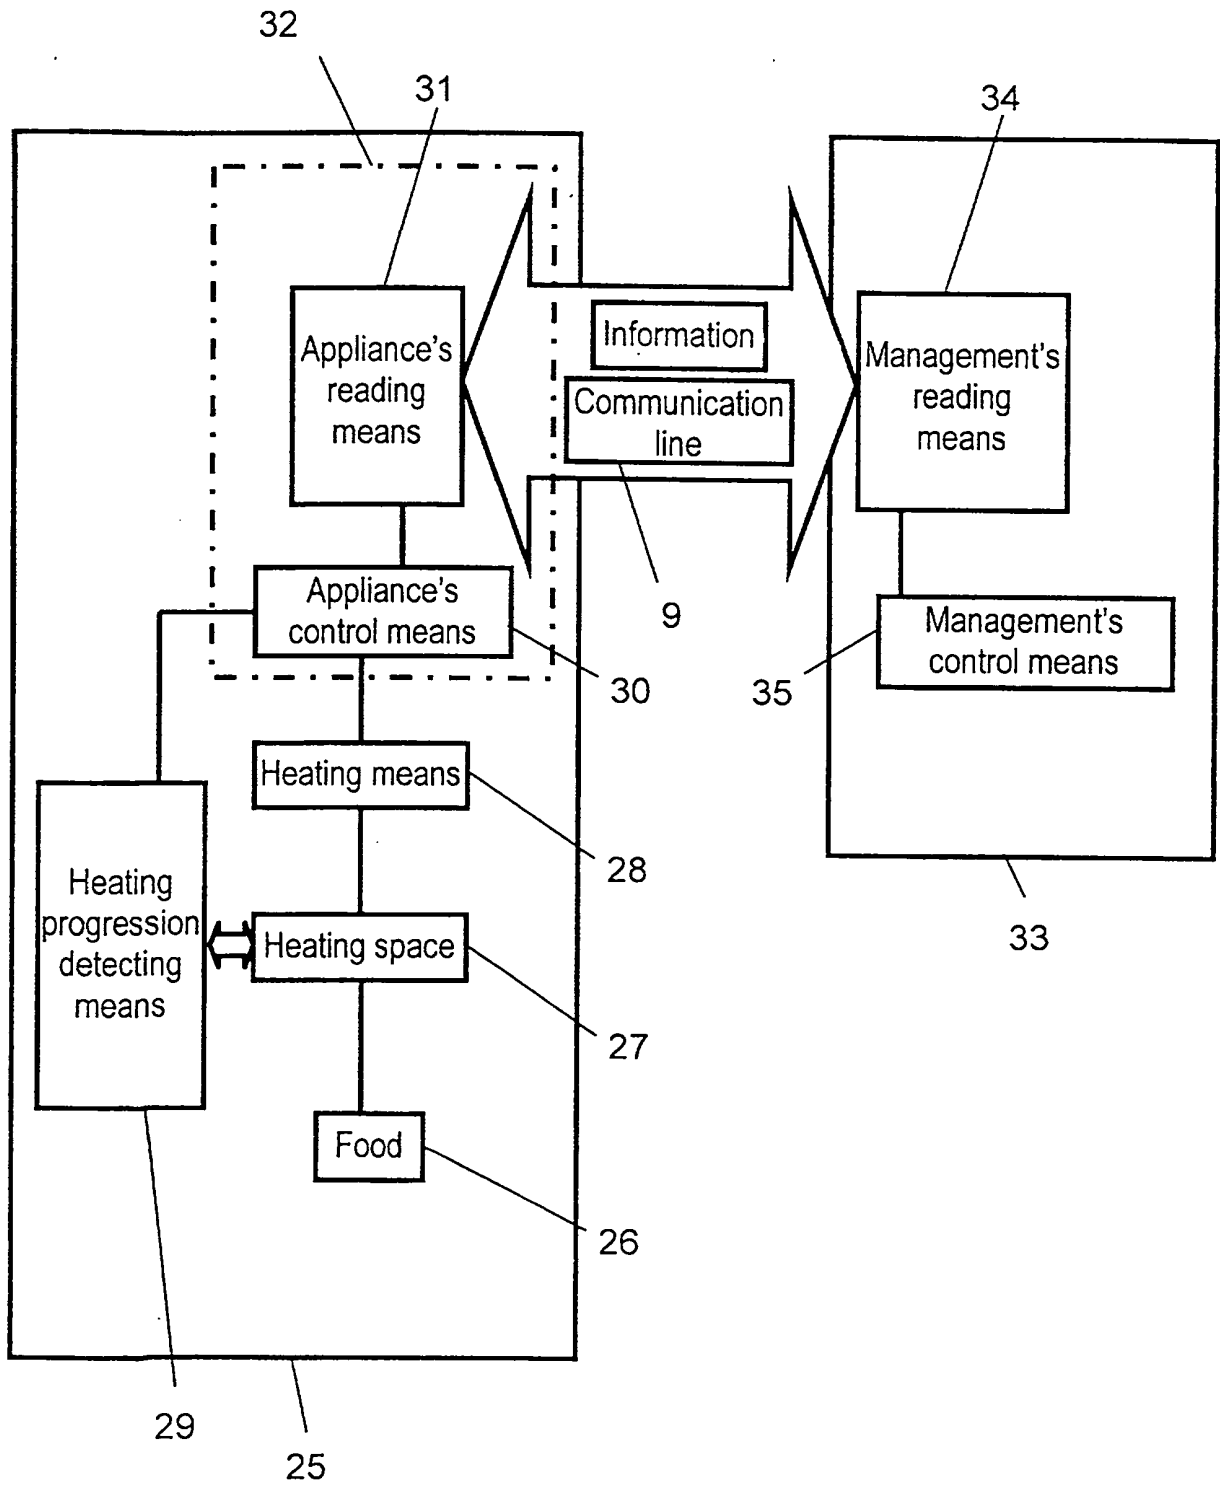 32
31
34
Appliance's
reading
means
Information
Communication
line
Management's
reading
means
Appliance's
control means
9
30
35
Management's
control means
Heating means
28
33
Heating
progression
detecting
means
Heating space
27
Food
26
29
25